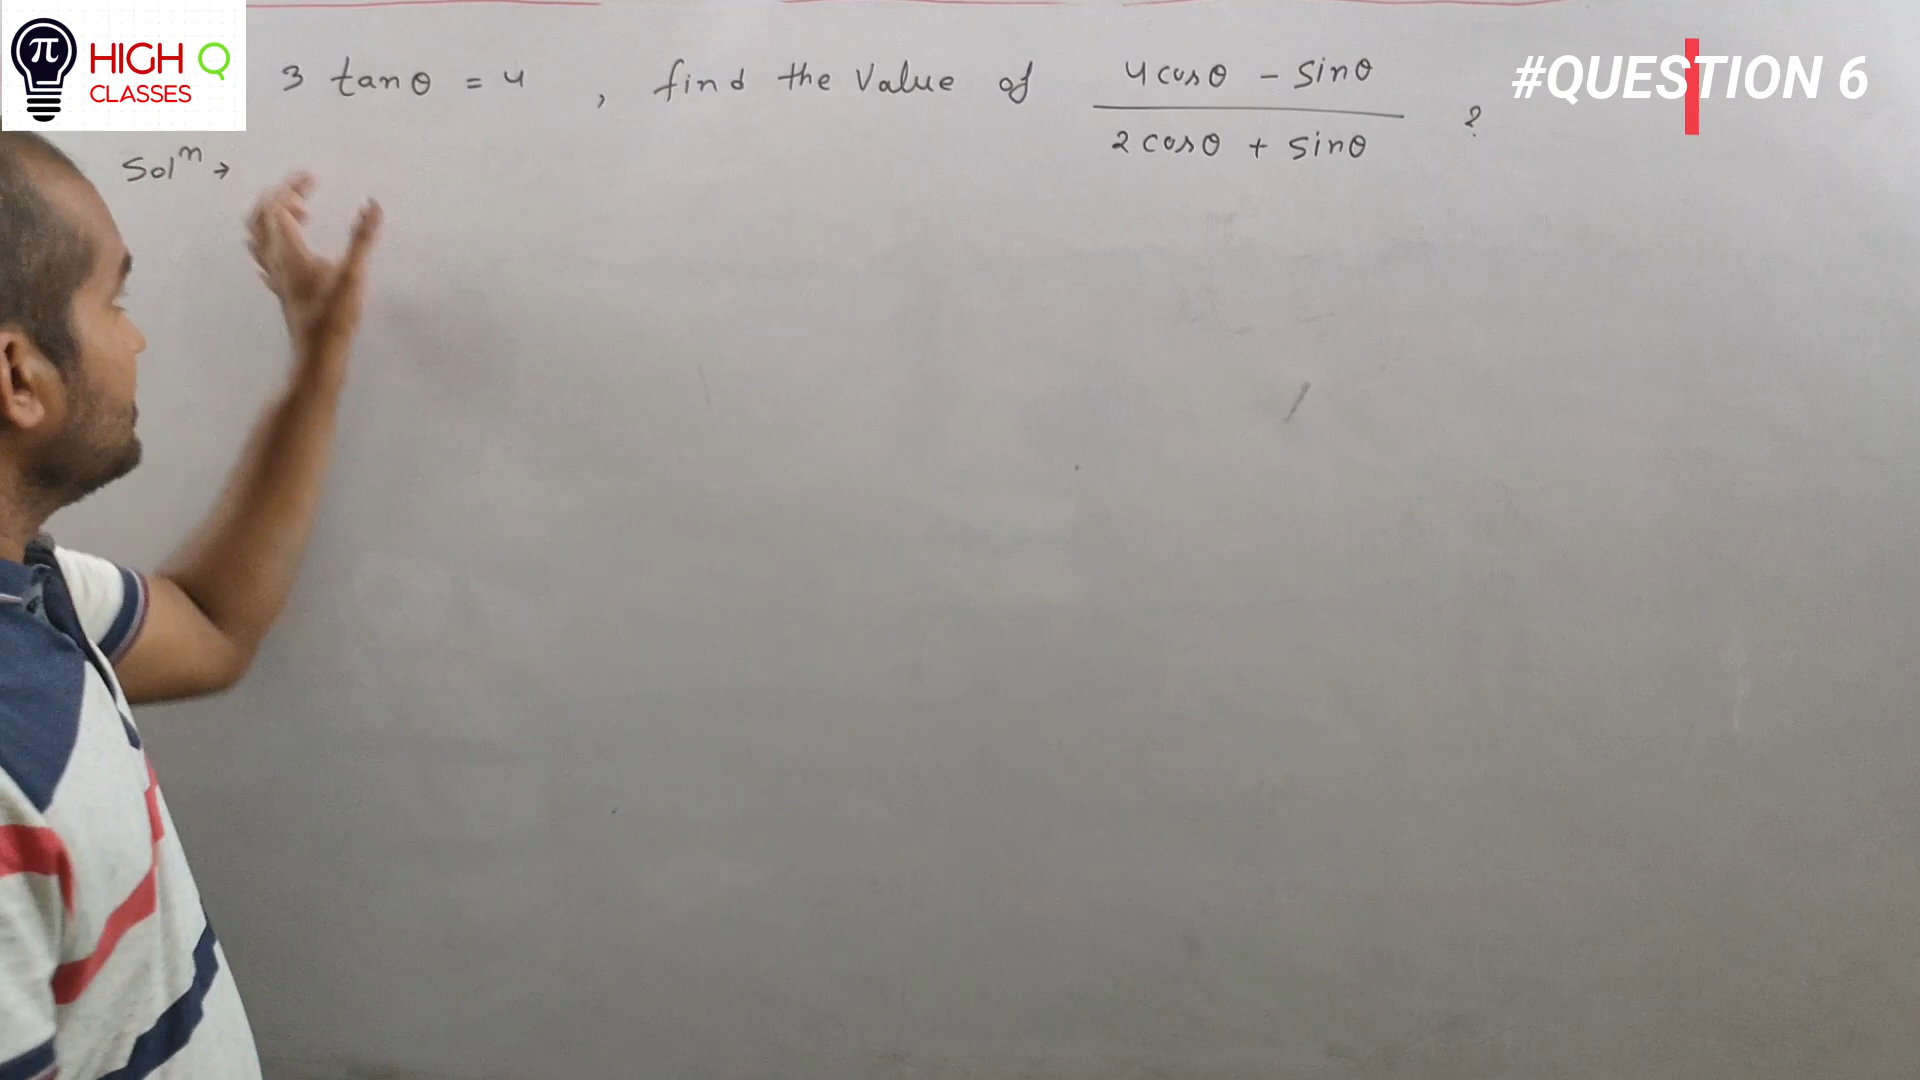 π HIGH Q
CLASSES
3 tanθ = 4 , find the Value of 4cosθ - sinθ / 2cosθ + sinθ ?
#QUESTION 6
Solⁿ →